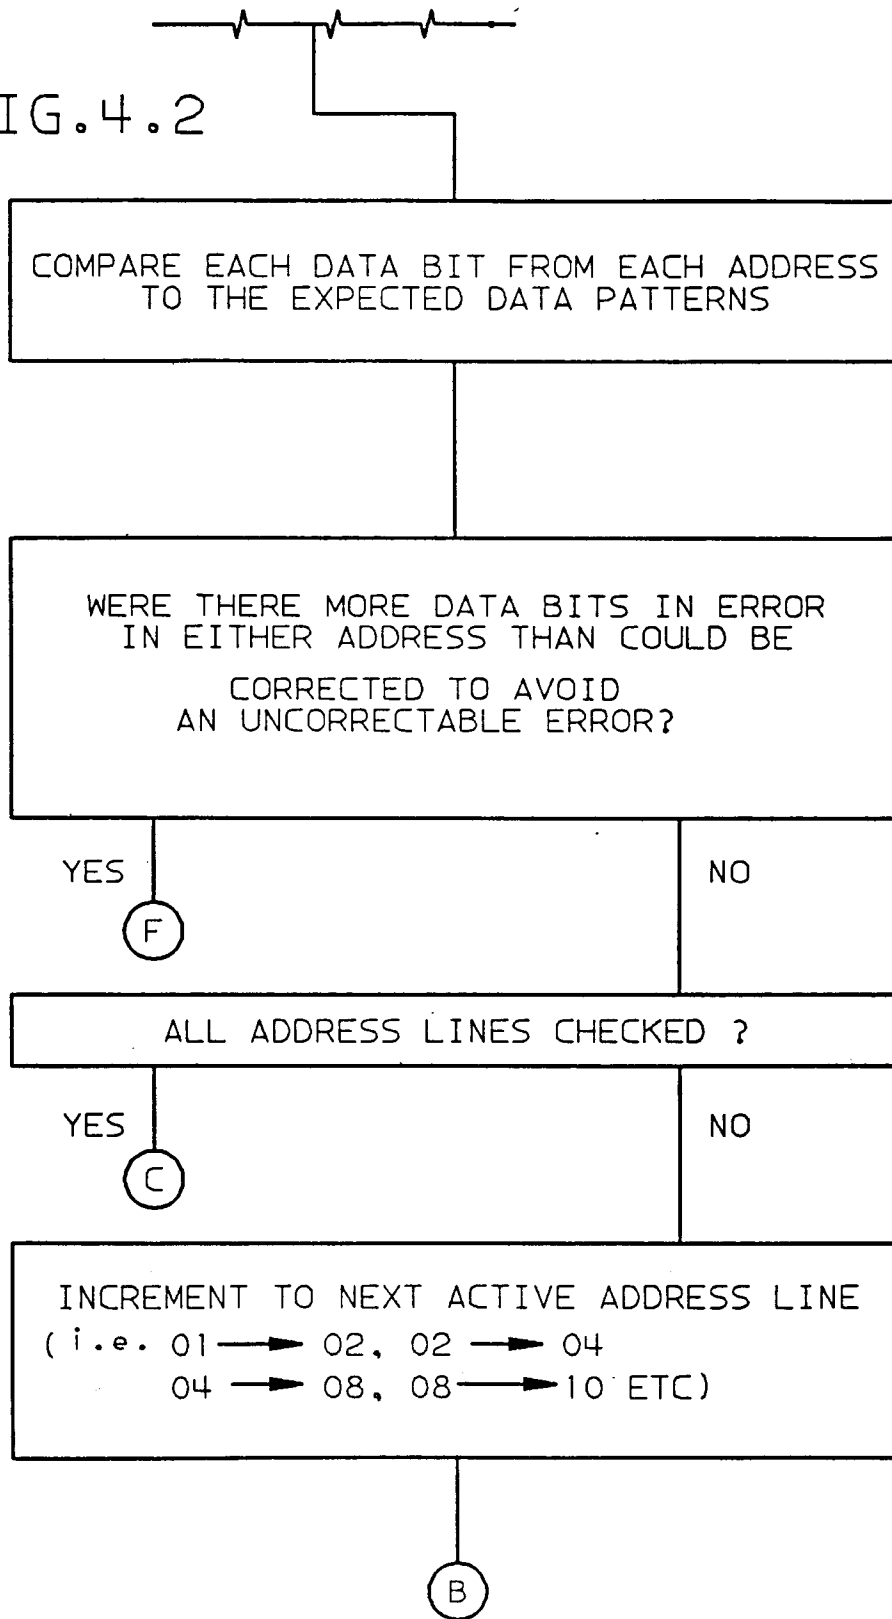 IG.4.2
COMPARE EACH DATA BIT FROM EACH ADDRESS
TO THE EXPECTED DATA PATTERNS
WERE THERE MORE DATA BITS IN ERROR
IN EITHER ADDRESS THAN COULD BE
CORRECTED TO AVOID
AN UNCORRECTABLE ERROR?
YES
NO
F
ALL ADDRESS LINES CHECKED ?
YES
NO
C
INCREMENT TO NEXT ACTIVE ADDRESS LINE
(i.e. 01 → 02, 02 → 04
04 → 08, 08 → 10 ETC)
B